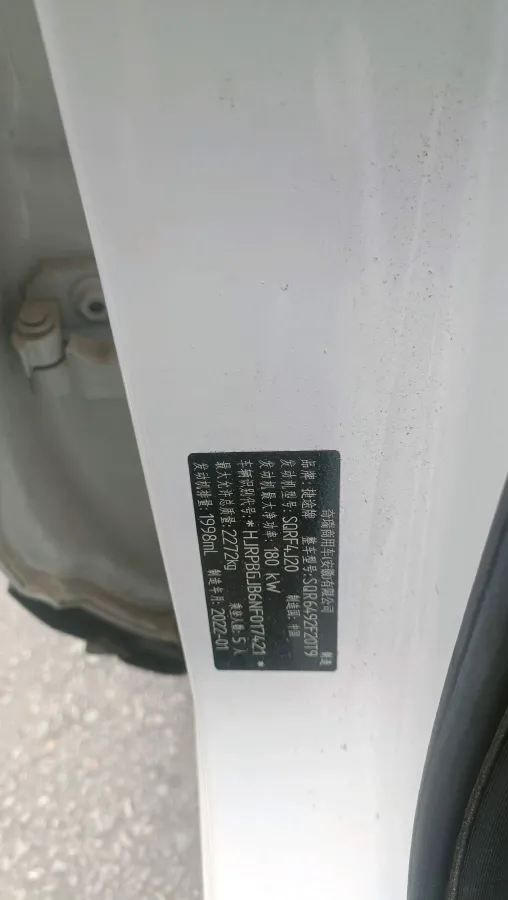 奇瑞商用车(安徽)有限公司 制造
品牌:捷途牌 整车型号:SQR6492F20T9
发动机型号:SQRF4J20 制造国:中国
发动机最大净功率:180 kW
车辆识别代号:*HJRPBGJB6NF017421*
最大允许总质量:2272kg 乘坐人数:5人
发动机排量:1998mL 制造年月:2022-01